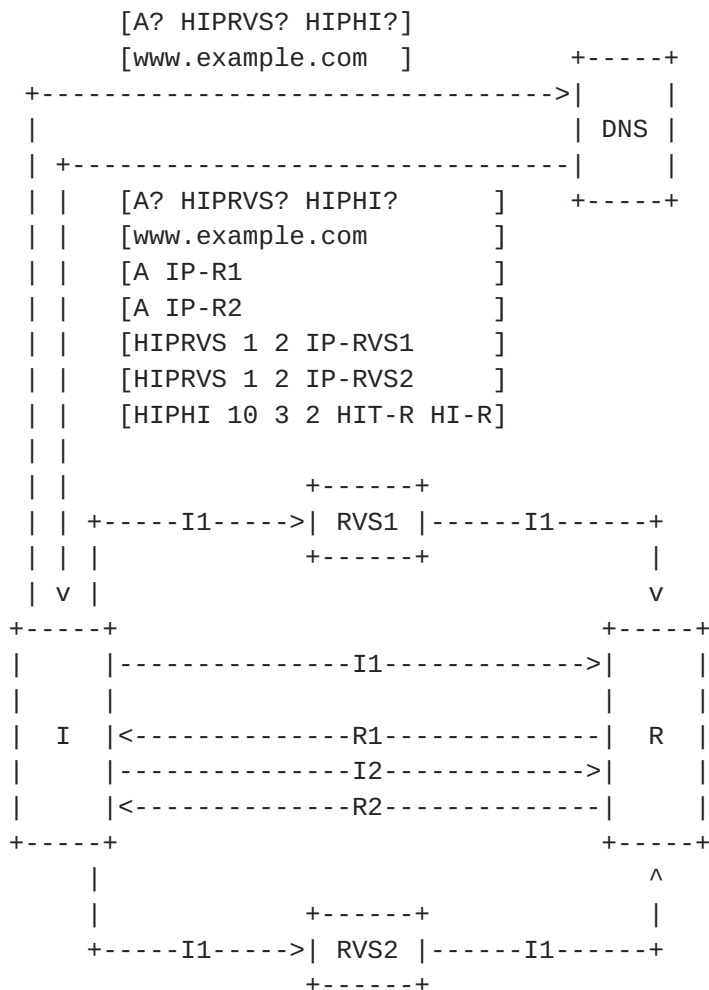 [A? HIPRVS? HIPHI?]
[www.example.com ]
DNS
[A? HIPRVS? HIPHI? ]
[www.example.com ]
[A IP-R1 ]
[A IP-R2 ]
[HIPRVS 1 2 IP-RVS1 ]
[HIPRVS 1 2 IP-RVS2 ]
[HIPHI 10 3 2 HIT-R HI-R]
I1 RVS1 I1
I1
I R1 R
I2
R2
I1 RVS2 I1